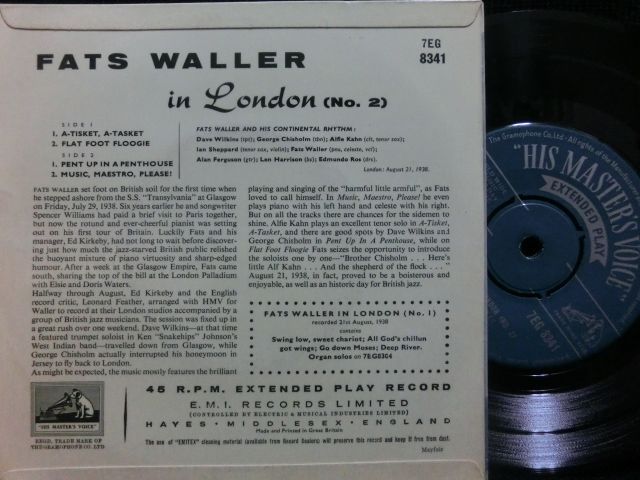 7EG
8341
FATS WALLER
in London (No. 2)
SIDE 1
1. A-TISKET, A-TASKET
2. FLAT FOOT FLOOGIE
SIDE 2
1. PENT UP IN A PENTHOUSE
2. MUSIC, MAESTRO, PLEASE!
FATS WALLER AND HIS CONTINENTAL RHYTHM:
Dave Wilkins (tpt); George Chisholm (tbn); Alfie Kahn (clt, tenor sax);
Ian Sheppard (tenor sax, violin); Fats Waller (pno, celeste, vcl);
Alan Ferguson (gtr); Len Harrison (bs); Edmundo Ros (drs).
London: August 21, 1938.
FATS WALLER set foot on British soil for the first time when
he stepped ashore from the S.S. "Transylvania" at Glasgow
on Friday, July 29, 1938. Six years earlier he and songwriter
Spencer Williams had paid a brief visit to Paris together,
but now the rotund and ever-cheerful pianist was setting
out on his first tour of Britain. Luckily Fats and his
manager, Ed Kirkeby, had not long to wait before discover-
ing just how much the jazz-starved British public relished
the buoyant mixture of piano virtuosity and sharp-edged
humour. After a week at the Glasgow Empire, Fats came
south, sharing the top of the bill at the London Palladium
with Elsie and Doris Waters.
Halfway through August, Ed Kirkeby and the English
record critic, Leonard Feather, arranged with HMV for
Waller to record at their London studios accompanied by a
group of British jazz musicians. The session was fixed up in
a great rush over one weekend. Dave Wilkins—at that time
a featured trumpet soloist in Ken "Snakehips" Johnson's
West Indian band—travelled down from Glasgow, while
George Chisholm actually interrupted his honeymoon in
Jersey to fly back to London.
As might be expected, the music mostly features the brilliant
playing and singing of the "harmful little armful", as Fats
loved to call himself. In Music, Maestro, Please! he even
plays piano with his left hand and celeste with his right.
But on all the tracks there are chances for the sidemen to
shine. Alfie Kahn plays an excellent tenor solo in A-Tisket,
A-Tasket, and there are good spots by Dave Wilkins and
George Chisholm in Pent Up In A Penthouse, while on
Flat Foot Floogie Fats seizes the opportunity to introduce
the soloists one by one—"Brother Chisholm . . . Here's
little Alf Kahn . . . And the shepherd of the flock . . ."
August 21, 1938, in fact, proved to be a boisterous and
enjoyable, as well as an historic day for British jazz.
FATS WALLER IN LONDON (No. 1)
recorded 21st August, 1938
contains
Swing low, sweet chariot; All God's chillun
got wings; Go down Moses; Deep River.
Organ solos on 7EG8304
"HIS MASTER'S VOICE"
REGD. TRADE MARK OF
THE GRAMOPHONE CO. LTD.
45 R.P.M. EXTENDED PLAY RECORD
E.M.I. RECORDS LIMITED
(CONTROLLED BY ELECTRIC & MUSICAL INDUSTRIES LIMITED)
HAYES · MIDDLESEX · ENGLAND
Made and Printed in Great Britain
The use of "EMITEX" cleaning material (available from Record Dealers) will preserve this record and keep it free from dust.
Mayfair
The Gramophone Co. Ltd.
"HIS MASTER'S VOICE"
EXTENDED PLAY
7EG 8341